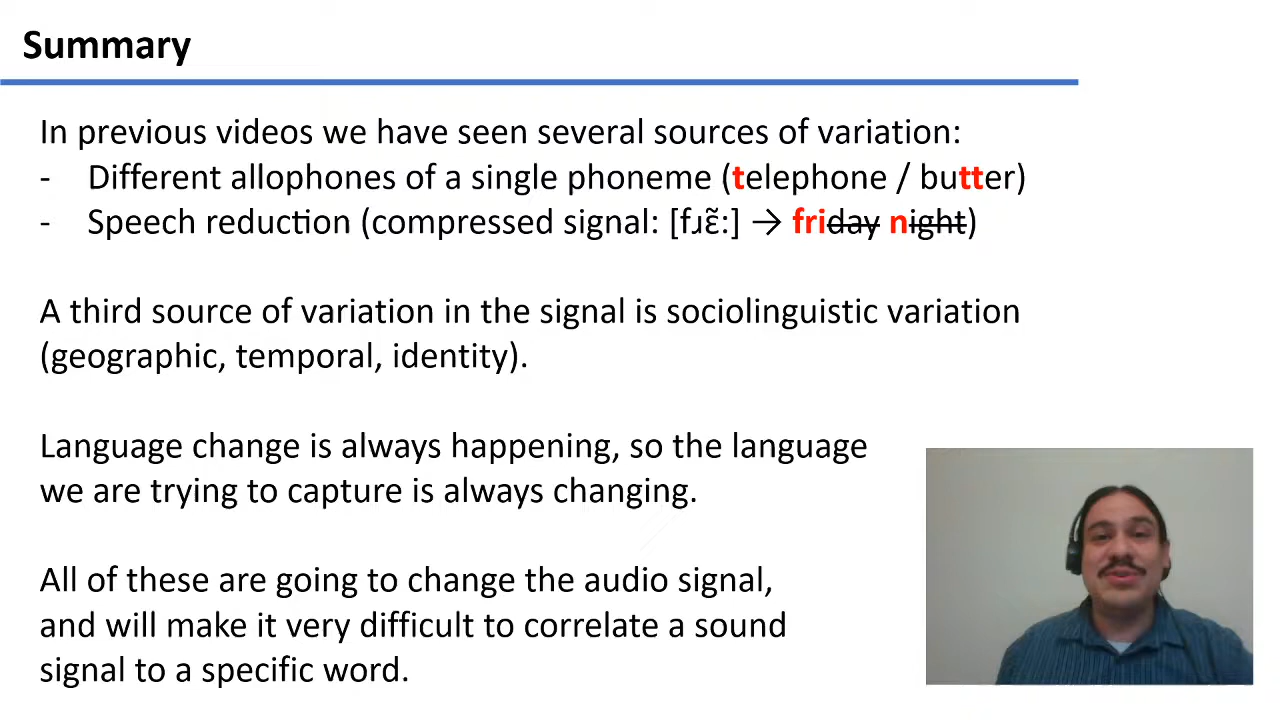 Summary
In previous videos we have seen several sources of variation:
- Different allophones of a single phoneme (telephone / butter)
- Speech reduction (compressed signal: [fɹɛ̃:] → friday night)
A third source of variation in the signal is sociolinguistic variation
(geographic, temporal, identity).
Language change is always happening, so the language
we are trying to capture is always changing.
All of these are going to change the audio signal,
and will make it very difficult to correlate a sound
signal to a specific word.